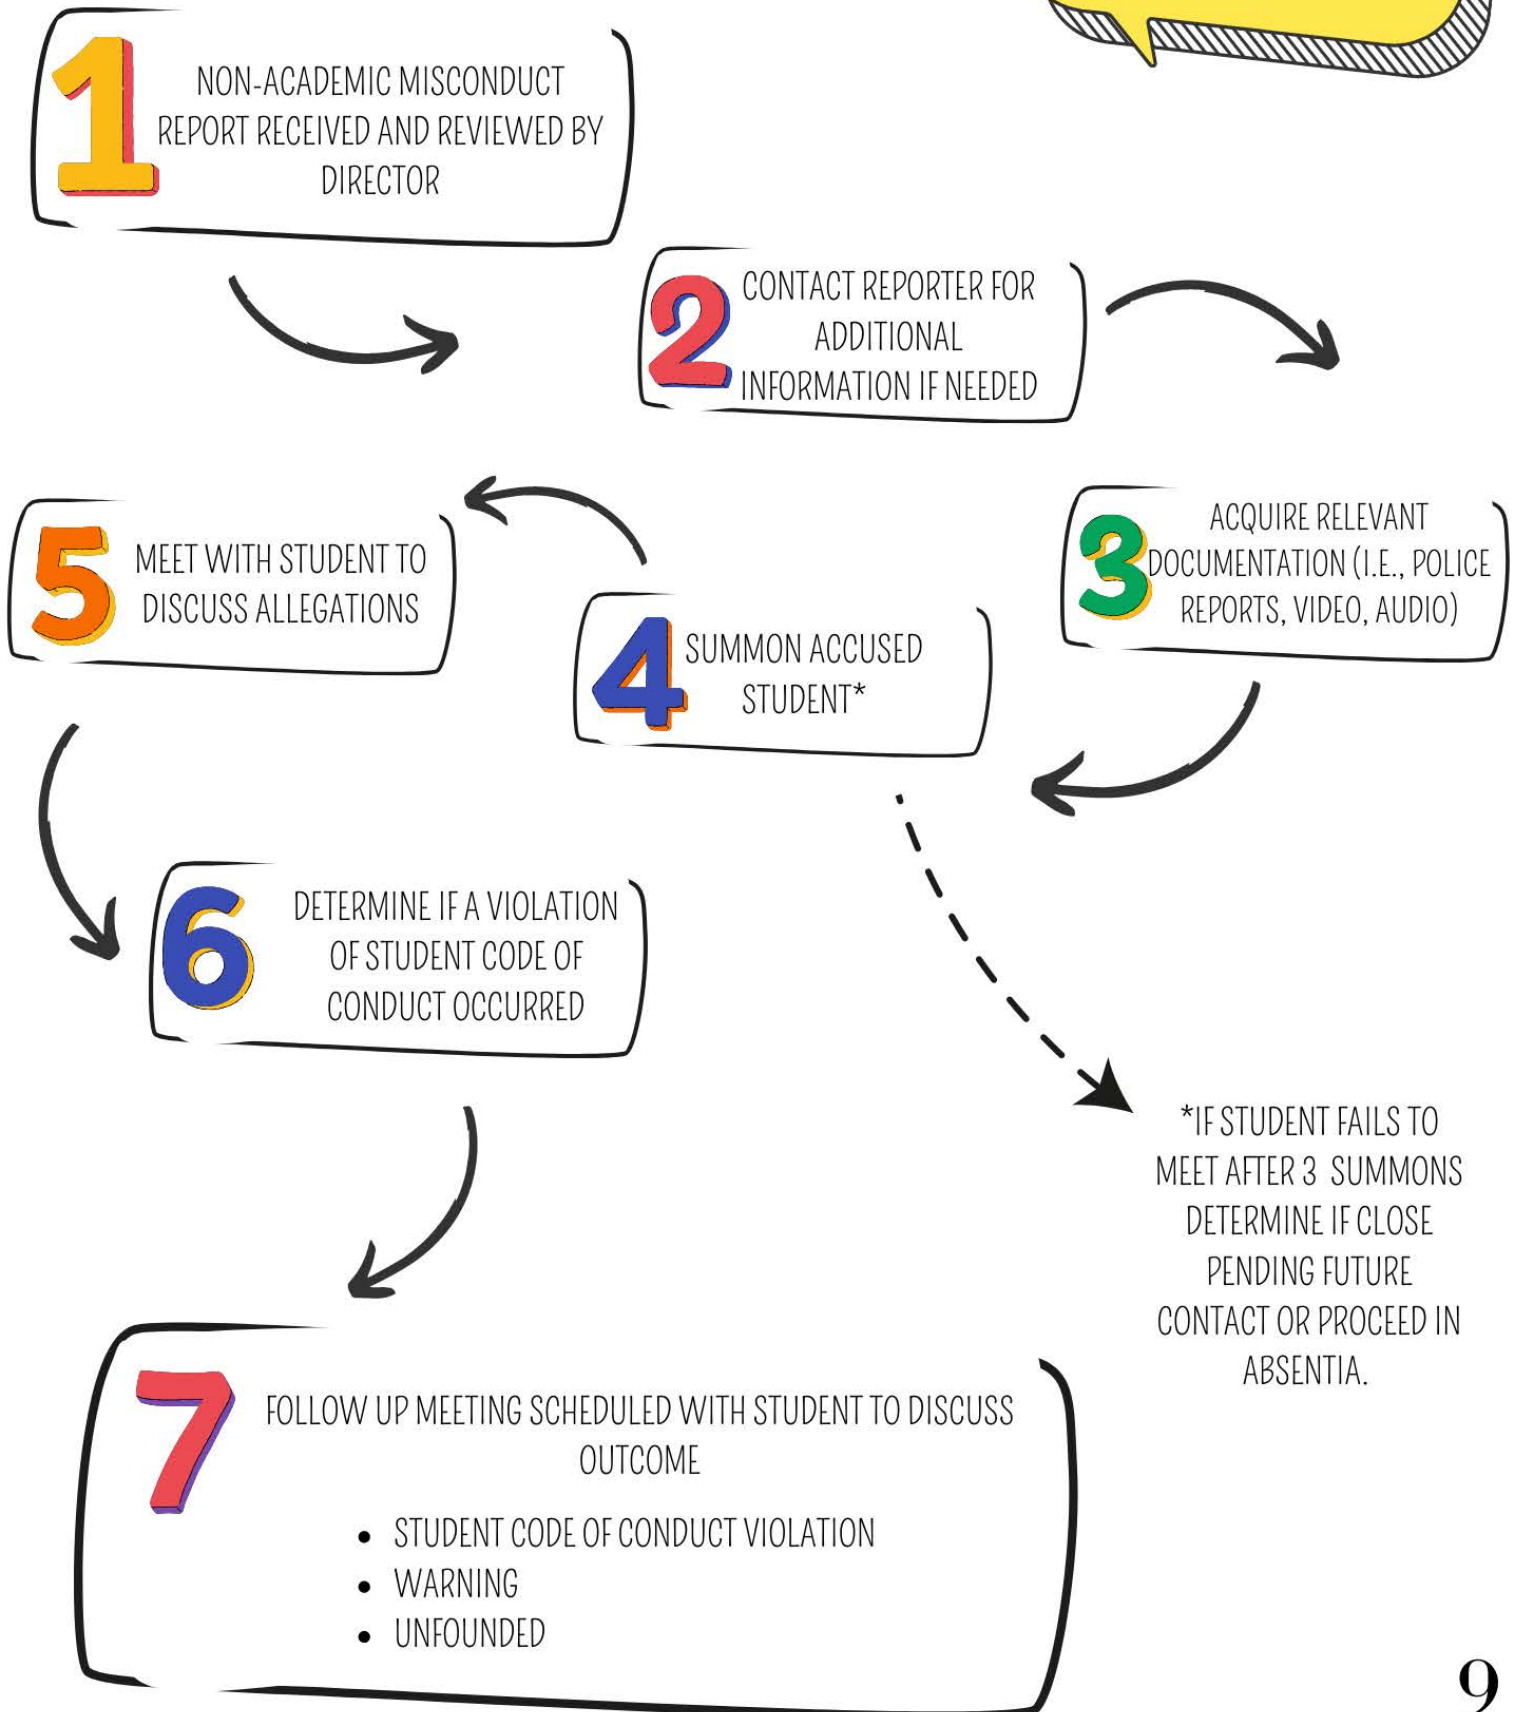 1
NON-ACADEMIC MISCONDUCT
REPORT RECEIVED AND REVIEWED BY
DIRECTOR
2
CONTACT REPORTER FOR
ADDITIONAL
INFORMATION IF NEEDED
3
ACQUIRE RELEVANT
DOCUMENTATION (I.E., POLICE
REPORTS, VIDEO, AUDIO)
4
SUMMON ACCUSED
STUDENT*
5
MEET WITH STUDENT TO
DISCUSS ALLEGATIONS
6
DETERMINE IF A VIOLATION
OF STUDENT CODE OF
CONDUCT OCCURRED
*IF STUDENT FAILS TO
MEET AFTER 3 SUMMONS
DETERMINE IF CLOSE
PENDING FUTURE
CONTACT OR PROCEED IN
ABSENTIA.
7
FOLLOW UP MEETING SCHEDULED WITH STUDENT TO DISCUSS
OUTCOME
• STUDENT CODE OF CONDUCT VIOLATION
• WARNING
• UNFOUNDED
9